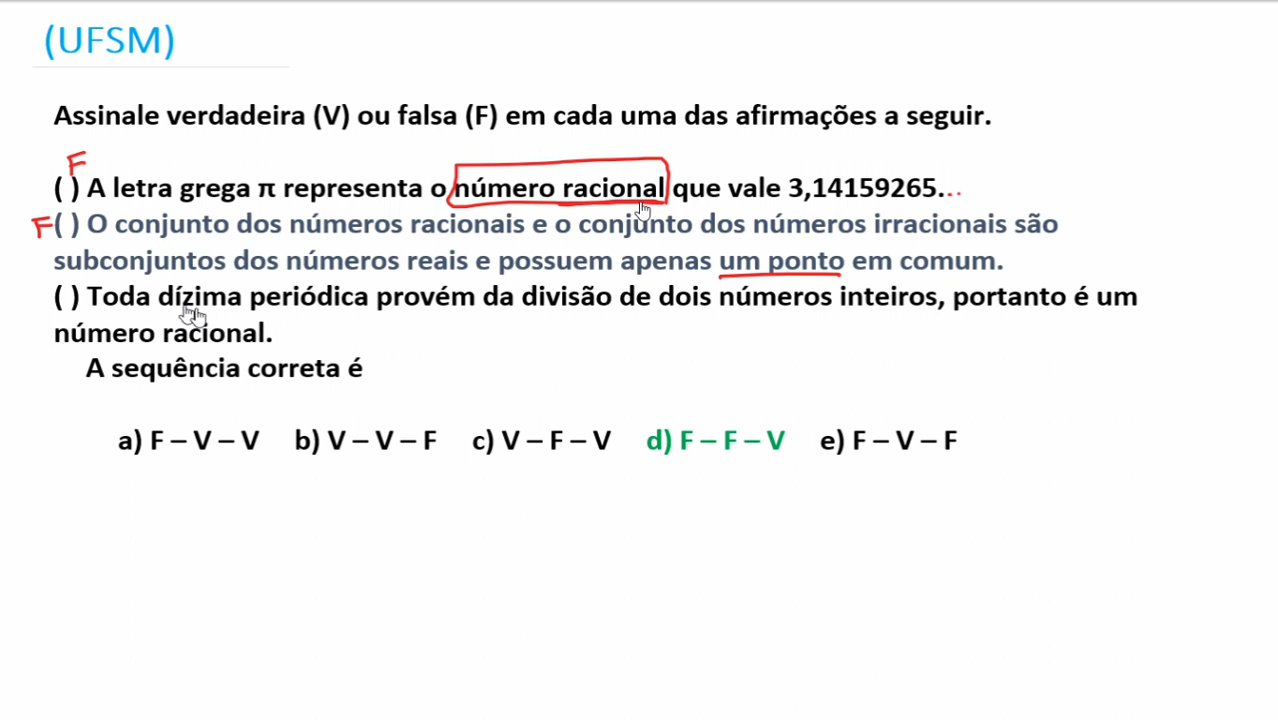 (UFSM)
Assinale verdadeira (V) ou falsa (F) em cada uma das afirmações a seguir.
F
( ) A letra grega π representa o número racional que vale 3,14159265...
F( ) O conjunto dos números racionais e o conjunto dos números irracionais são
subconjuntos dos números reais e possuem apenas um ponto em comum.
( ) Toda dízima periódica provém da divisão de dois números inteiros, portanto é um
número racional.
A sequência correta é
a) F – V – V b) V – V – F c) V – F – V d) F – F – V e) F – V – F